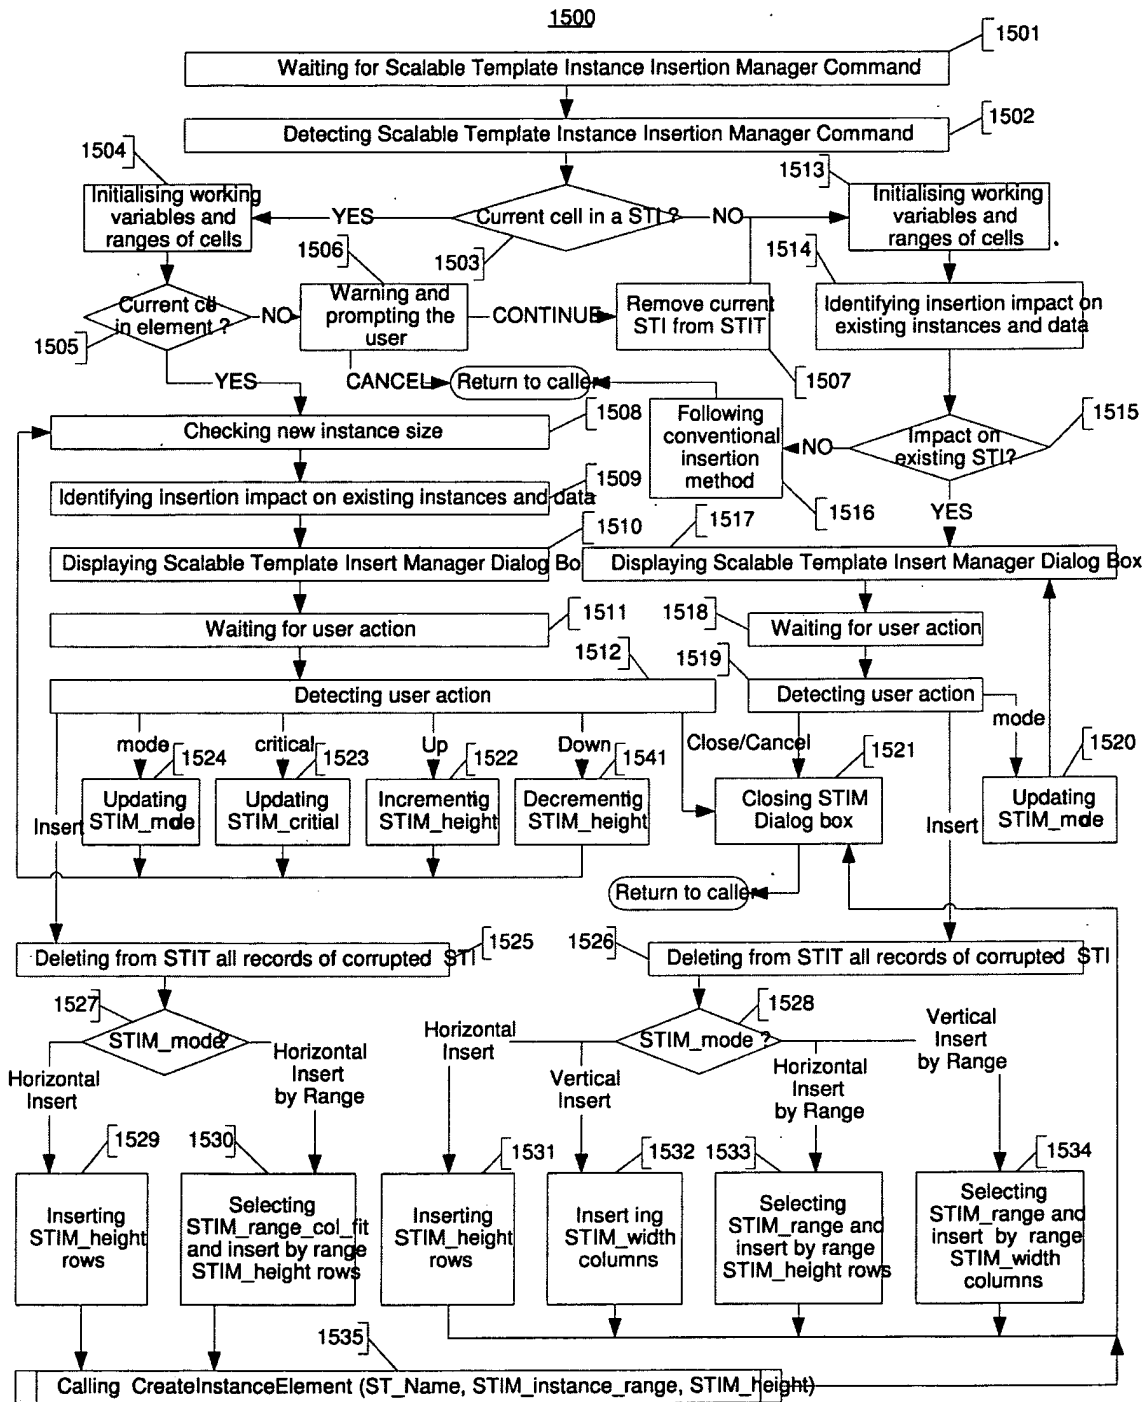 1500
1501
Waiting for Scalable Template Instance Insertion Manager Command
1502
Detecting Scalable Template Instance Insertion Manager Command
1504
1513
Initialising working
variables and
ranges of cells
YES
Current cell in a STI ?
NO
Initialising working
variables and
ranges of cells
1506
1503
1514
Current cell
in element ?
NO
Warning and
prompting the
user
CONTINUE
Remove current
STI from STIT
Identifying insertion impact on
existing instances and data
1505
1507
YES
CANCEL
Return to caller
1508
1515
Checking new instance size
Following
conventional
insertion
method
NO
Impact on
existing STI?
1509
Identifying insertion impact on existing instances and data
1516
YES
1510
1517
Displaying Scalable Template Insert Manager Dialog Bo
Displaying Scalable Template Insert Manager Dialog Box
1511
1518
Waiting for user action
Waiting for user action
1512
1519
Detecting user action
Detecting user action
mode
mode
critical
Up
Down
Close/Cancel
1524
1523
1522
1541
1521
1520
Updating
STIM_mode
Updating
STIM_critial
Incrementig
STIM_height
Decrementig
STIM_height
Closing STIM
Dialog box
Updating
STIM_mode
Insert
Insert
Return to caller
1525
1526
Deleting from STIT all records of corrupted STI
Deleting from STIT all records of corrupted STI
1527
1528
STIM_mode?
STIM_mode ?
Horizontal
Insert
Horizontal
Insert
by Range
Horizontal
Insert
Vertical
Insert
Horizontal
Insert
by Range
Vertical
Insert
by Range
1529
1530
1531
1532
1533
1534
Inserting
STIM_height
rows
Selecting
STIM_range_col_fit
and insert by range
STIM_height rows
Inserting
STIM_height
rows
Insert ing
STIM_width
columns
Selecting
STIM_range and
insert by range
STIM_height rows
Selecting
STIM_range and
insert by range
STIM_width
columns
1535
Calling CreateInstanceElement (ST_Name, STIM_instance_range, STIM_height)